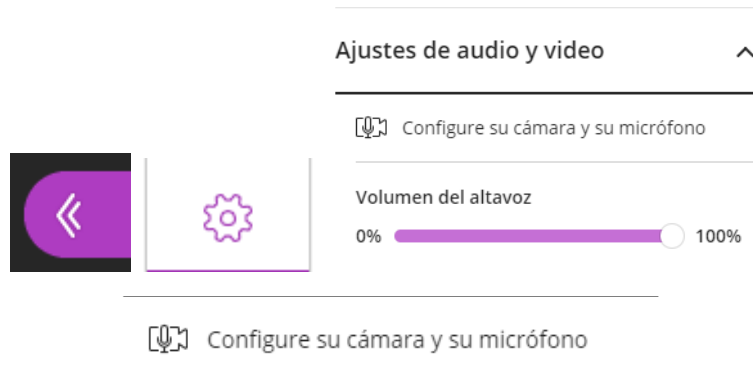 Ajustes de audio y video
Configure su cámara y su micrófono
Volumen del altavoz
0% 100%
Configure su cámara y su micrófono